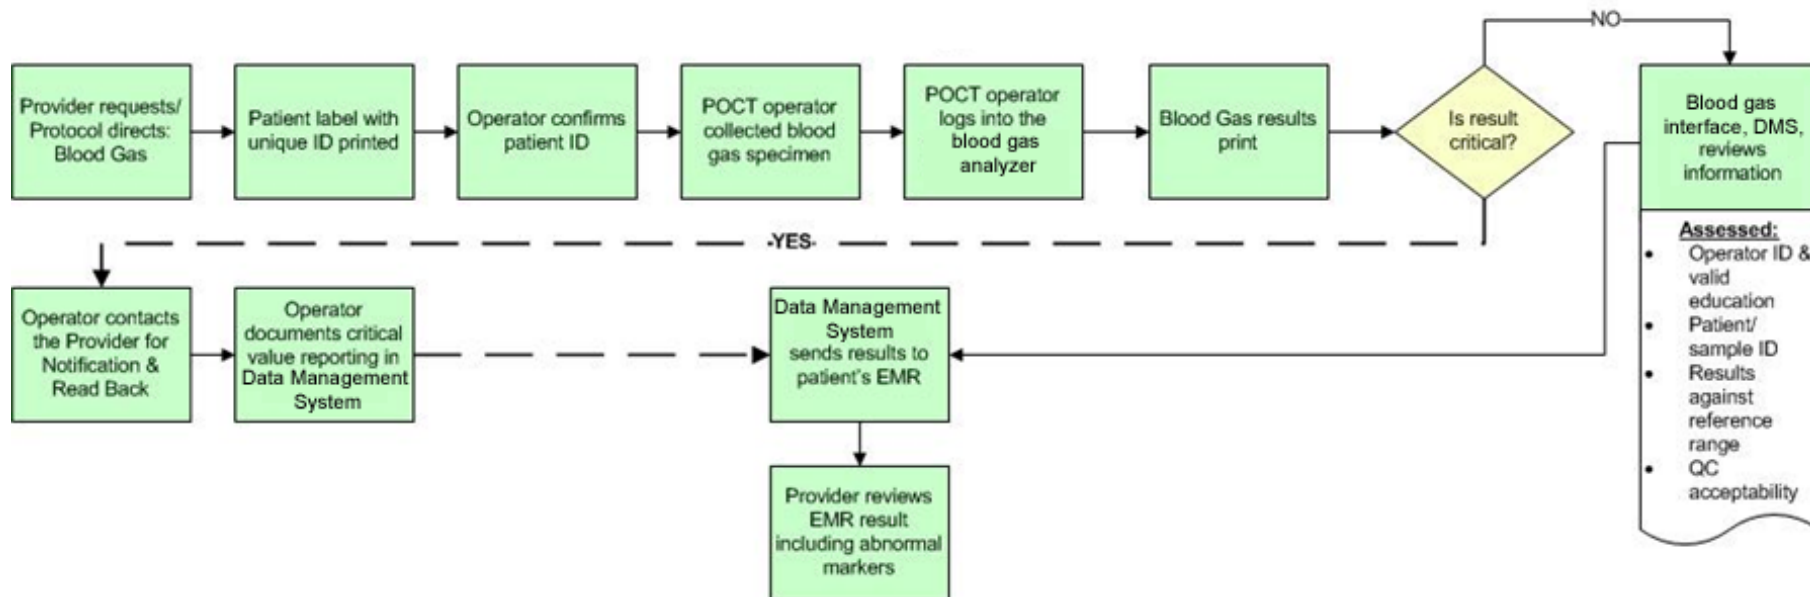 Provider requests/
Protocol directs:
Blood Gas
Patient label with
unique ID printed
Operator confirms
patient ID
POCT operator
collected blood
gas specimen
POCT operator
logs into the
blood gas
analyzer
Blood Gas results
print
Is result
critical?
NO
Blood gas
interface, DMS,
reviews
information
Assessed:
• Operator ID &
valid
education
• Patient/
sample ID
• Results
against
reference
range
• QC
acceptability
YES
Operator contacts
the Provider for
Notification &
Read Back
Operator
documents critical
value reporting in
Data Management
System
Data Management
System
sends results to
patient's EMR
Provider reviews
EMR result
including abnormal
markers